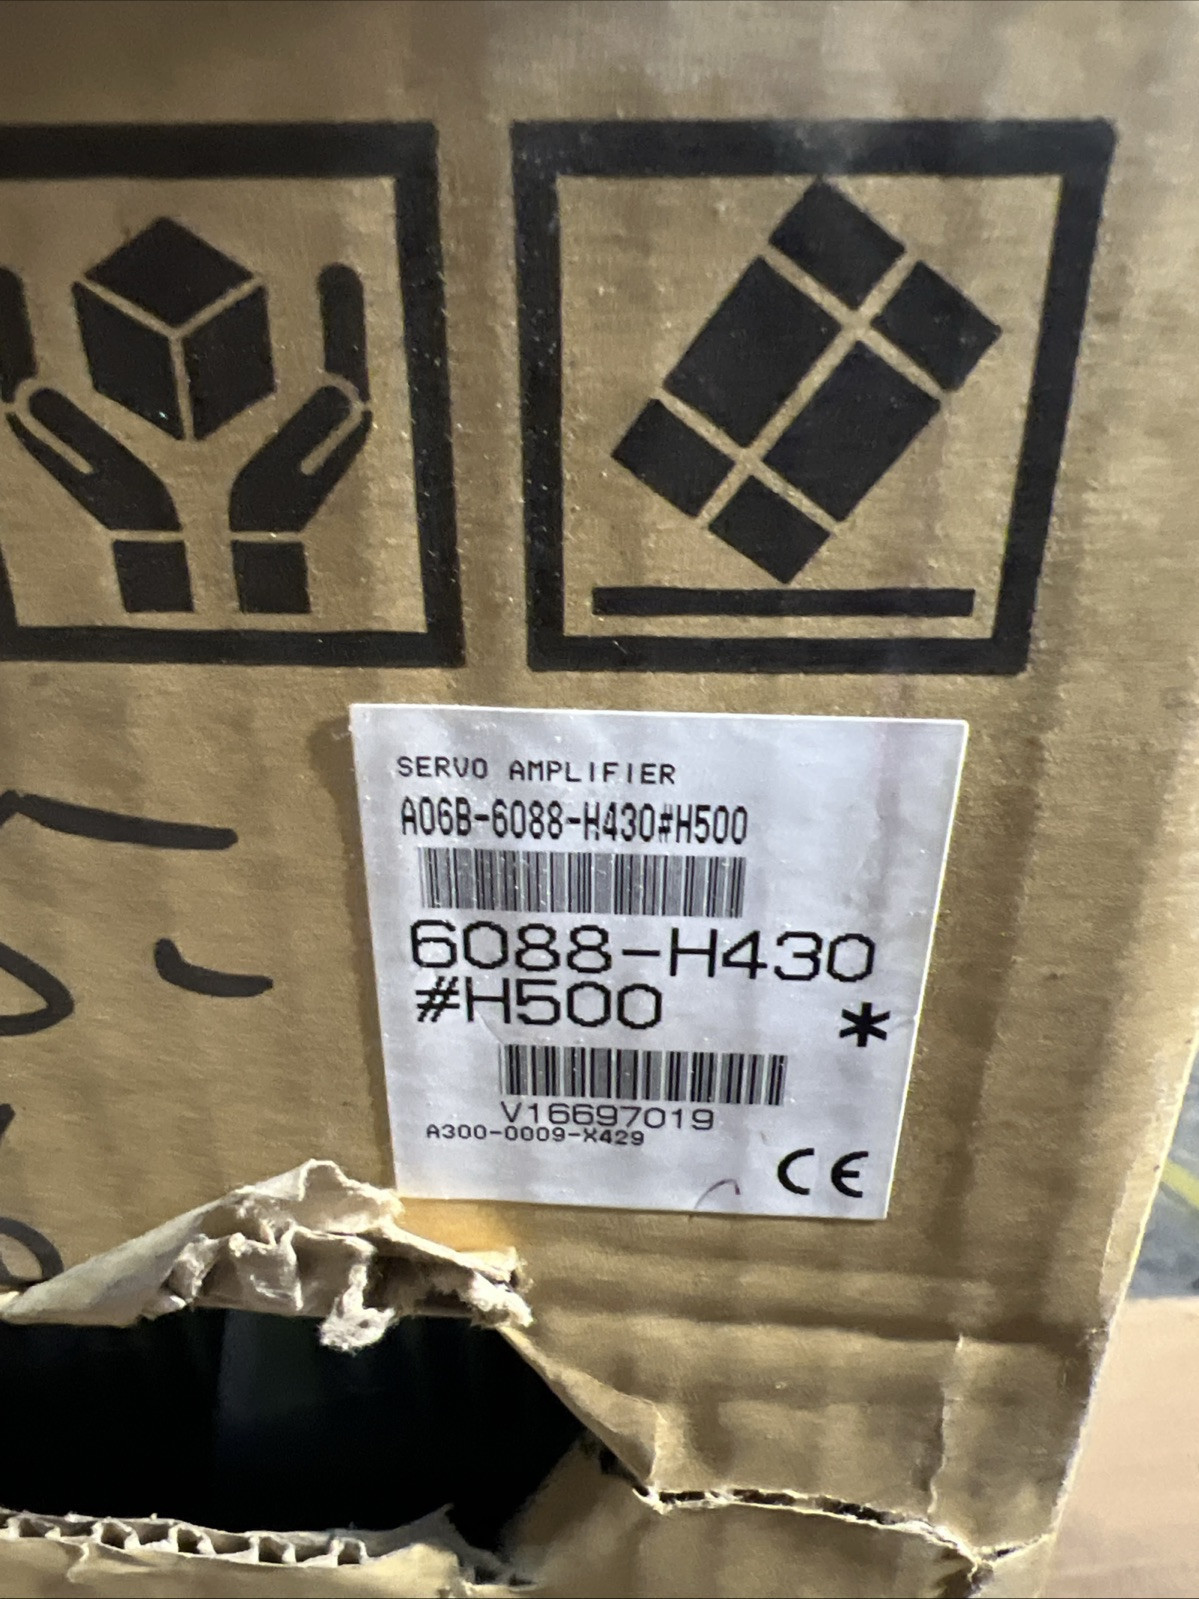 SERVO AMPLIFIER
A06B-6088-H430#H500
6088-H430
#H500
*
V16697019
A300-0009-X429
CE